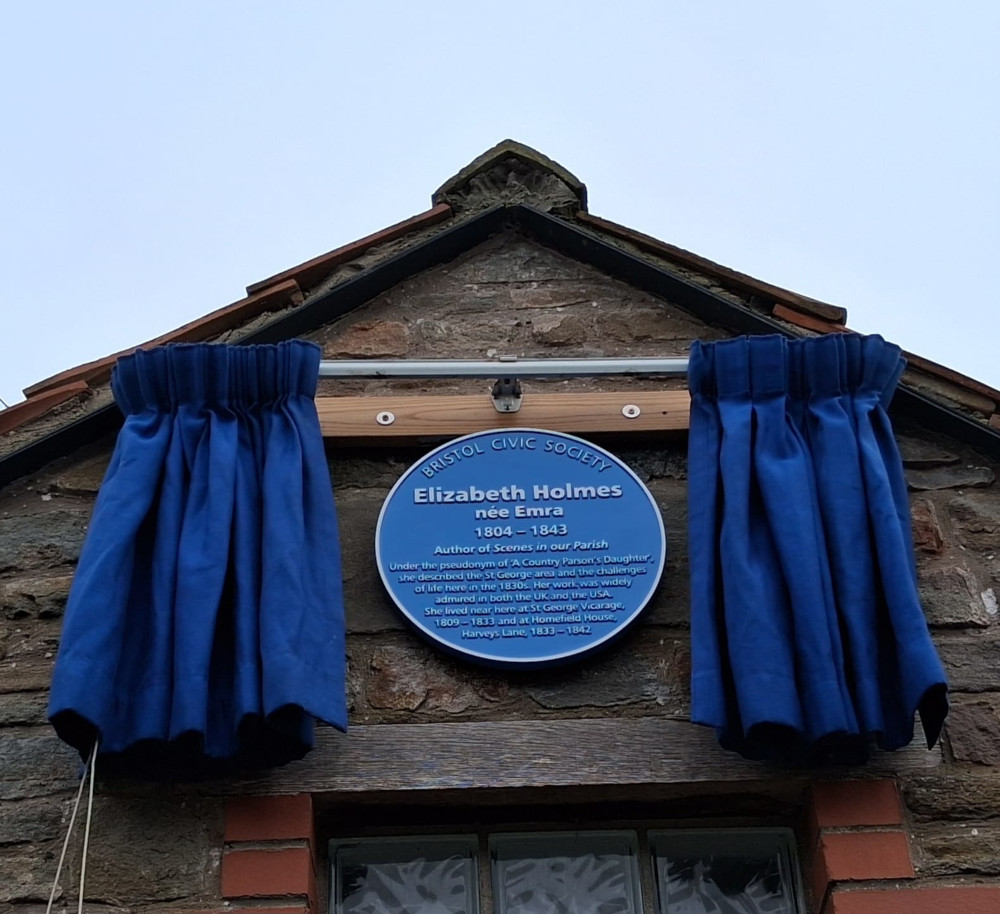 BRISTOL CIVIC SOCIETY
Elizabeth Holmes
née Emra
1804 – 1843
Author of Scenes in our Parish
Under the pseudonym of 'A Country Parson's Daughter',
she described the St George area and the challenges
of life here in the 1830s. Her work was widely
admired in both the UK and the USA.
She lived near here at St George Vicarage,
1809 – 1833 and at Homefield House,
Harveys Lane, 1833 – 1842